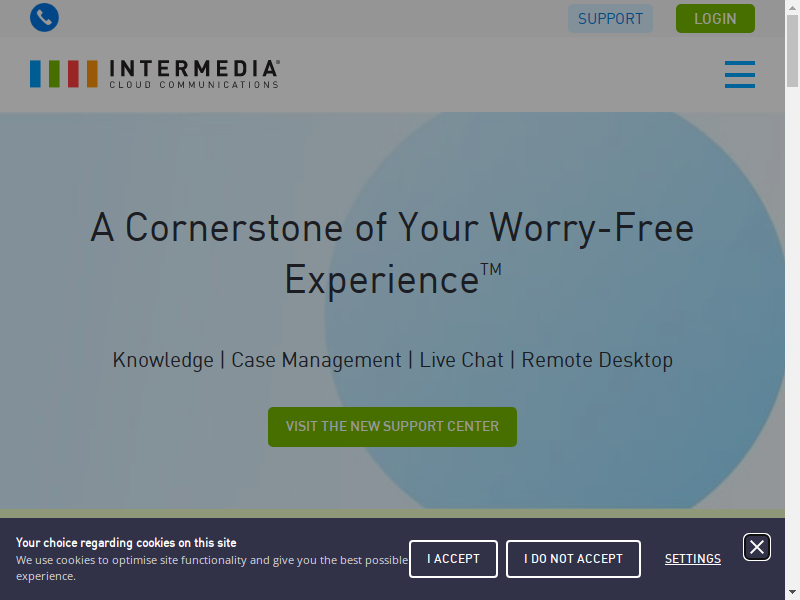 SUPPORT
LOGIN
INTERMEDIA®
CLOUD COMMUNICATIONS
A Cornerstone of Your Worry-Free
Experience™
Knowledge | Case Management | Live Chat | Remote Desktop
VISIT THE NEW SUPPORT CENTER
Your choice regarding cookies on this site
We use cookies to optimise site functionality and give you the best possible
experience.
I ACCEPT
I DO NOT ACCEPT
SETTINGS